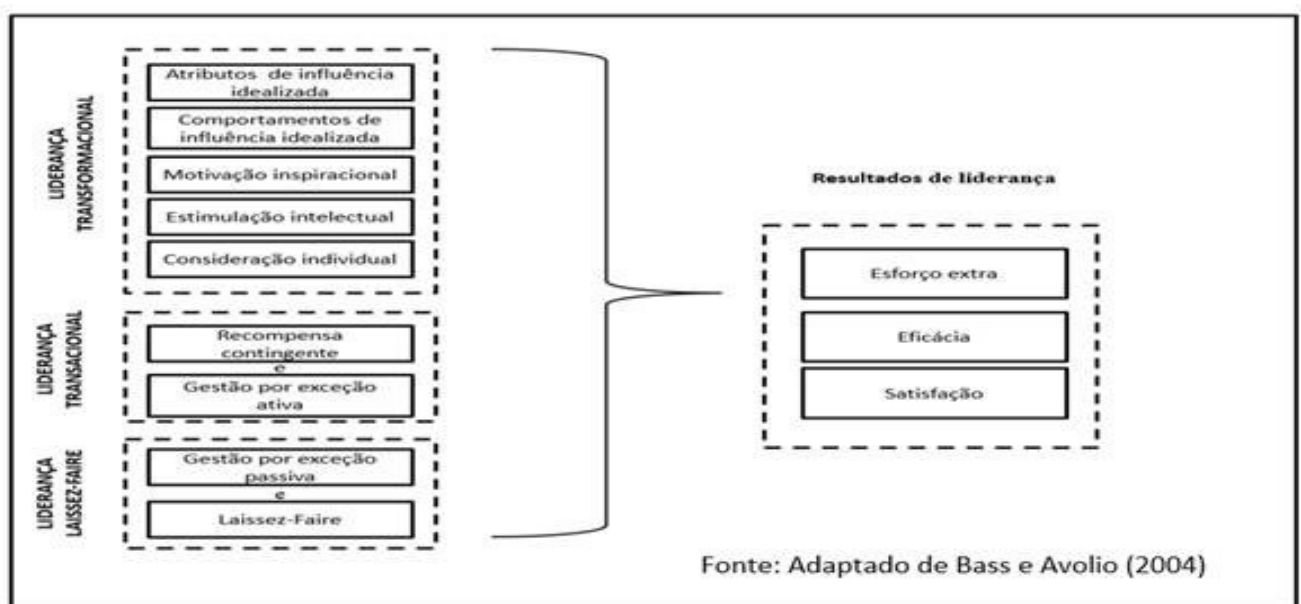 LIDERANÇA
TRANSFORMACIONAL
Atributos de influência
idealizada
Comportamentos de
influência idealizada
Motivação inspiracional
Estimulação intelectual
Consideração individual
LIDERANÇA
TRANSACIONAL
Recompensa
contingente
e
Gestão por exceção
ativa
LIDERANÇA
LAISSEZ-FAIRE
Gestão por exceção
passiva
e
Laissez-Faire
Resultados de liderança
Esforço extra
Eficácia
Satisfação
Fonte: Adaptado de Bass e Avolio (2004)